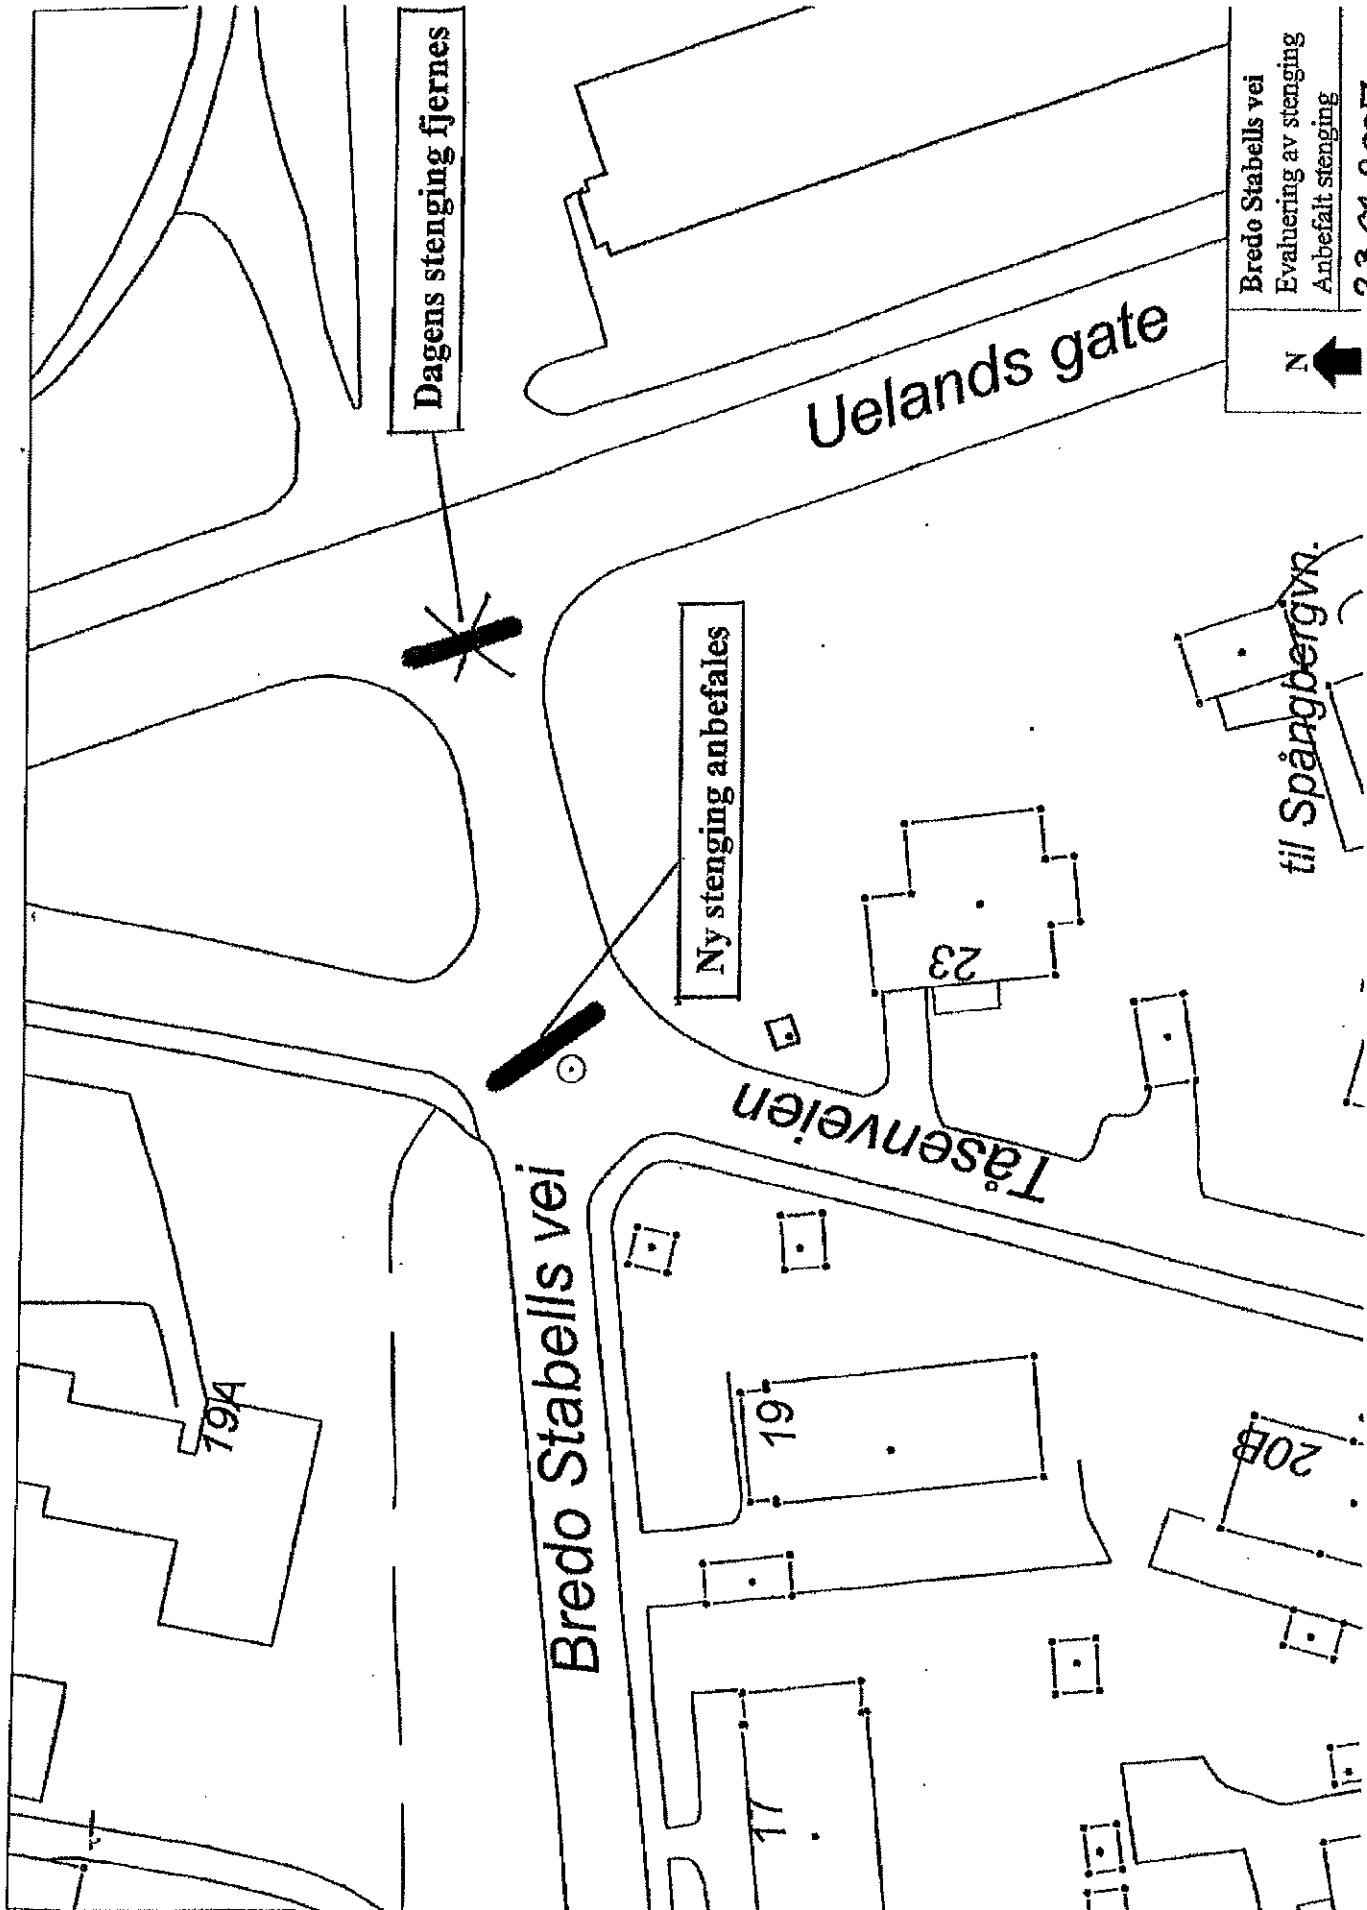 Dagens stenging fjernes
Ny stenging anbefales
Uelands gate
Bredo Stabells vei
Tåsenveien
til Spångbergvn.
19A
19
17
23
20B
N
Bredo Stabells vei
Evaluering av stenging
Anbefalt stenging